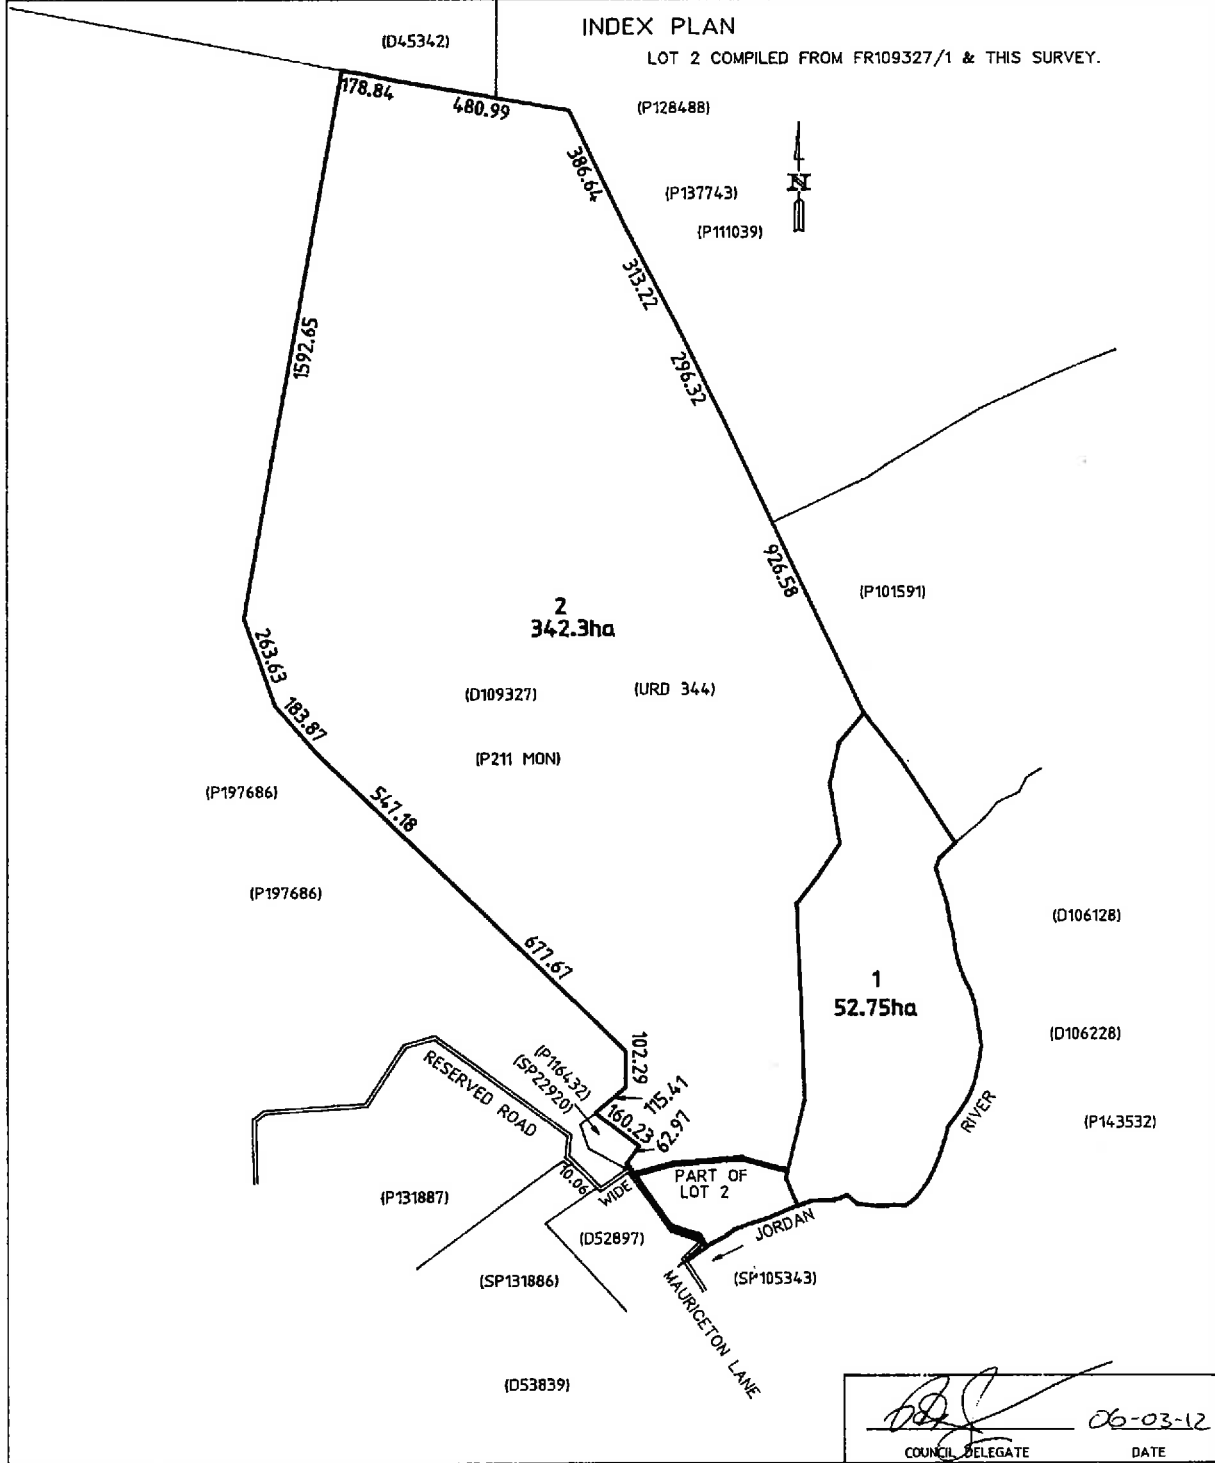 INDEX PLAN
LOT 2 COMPILED FROM FR109327/1 & THIS SURVEY.
(D45342)
178.84
480.99
(P128488)
386.64
(P137743)
N
(P111039)
313.22
1592.65
296.32
926.58
(P101591)
2
342.3ha
263.63
(D109327)
(URD 344)
183.87
(P211 MON)
(P197686)
547.18
(P197686)
(D106128)
677.67
1
52.75ha
(D106228)
102.29
(P116432)
(SP22920)
RESERVED ROAD
115.41
160.23
62.97
RIVER
(P143532)
10.06
WIDE
PART OF
LOT 2
(P131887)
(D52897)
JORDAN
(SP131886)
(SP105343)
MAURICETON LANE
(D53839)
06-03-12
COUNCIL DELEGATE
DATE